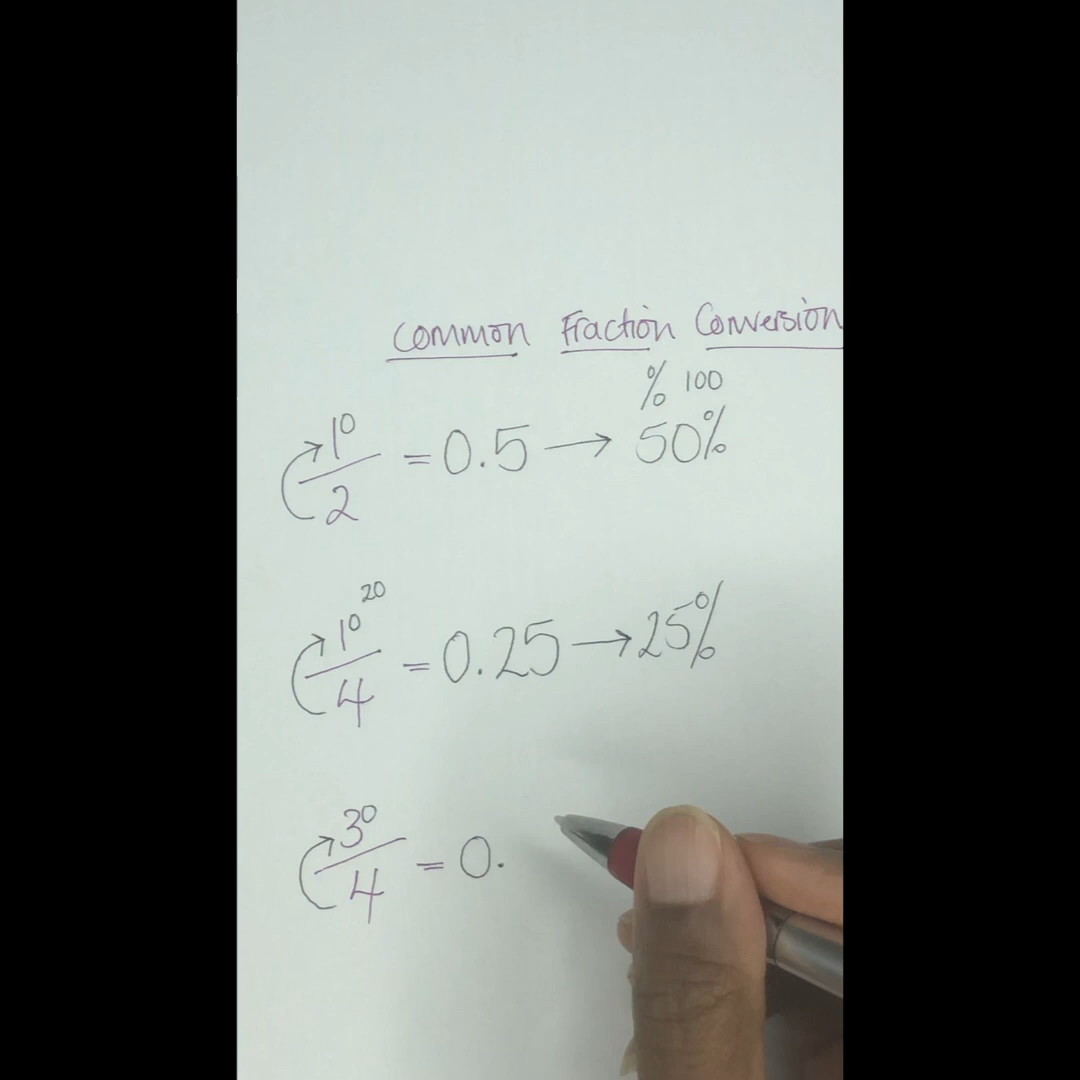 Common Fraction Conversion
% 100
1⁰/2 = 0.5 → 50%
20
1⁰/4 = 0.25 → 25%
3⁰/4 = 0.